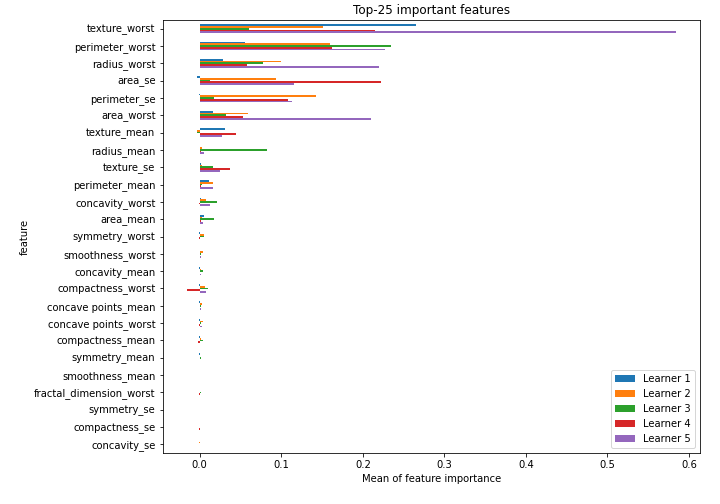 Top-25 important features
texture_worst
perimeter_worst
radius_worst
area_se
perimeter_se
area_worst
texture_mean
radius_mean
texture_se
perimeter_mean
concavity_worst
area_mean
symmetry_worst
smoothness_worst
concavity_mean
compactness_worst
concave points_mean
concave points_worst
compactness_mean
symmetry_mean
smoothness_mean
fractal_dimension_worst
symmetry_se
compactness_se
concavity_se
feature
Learner 1
Learner 2
Learner 3
Learner 4
Learner 5
0.0 0.1 0.2 0.3 0.4 0.5 0.6
Mean of feature importance